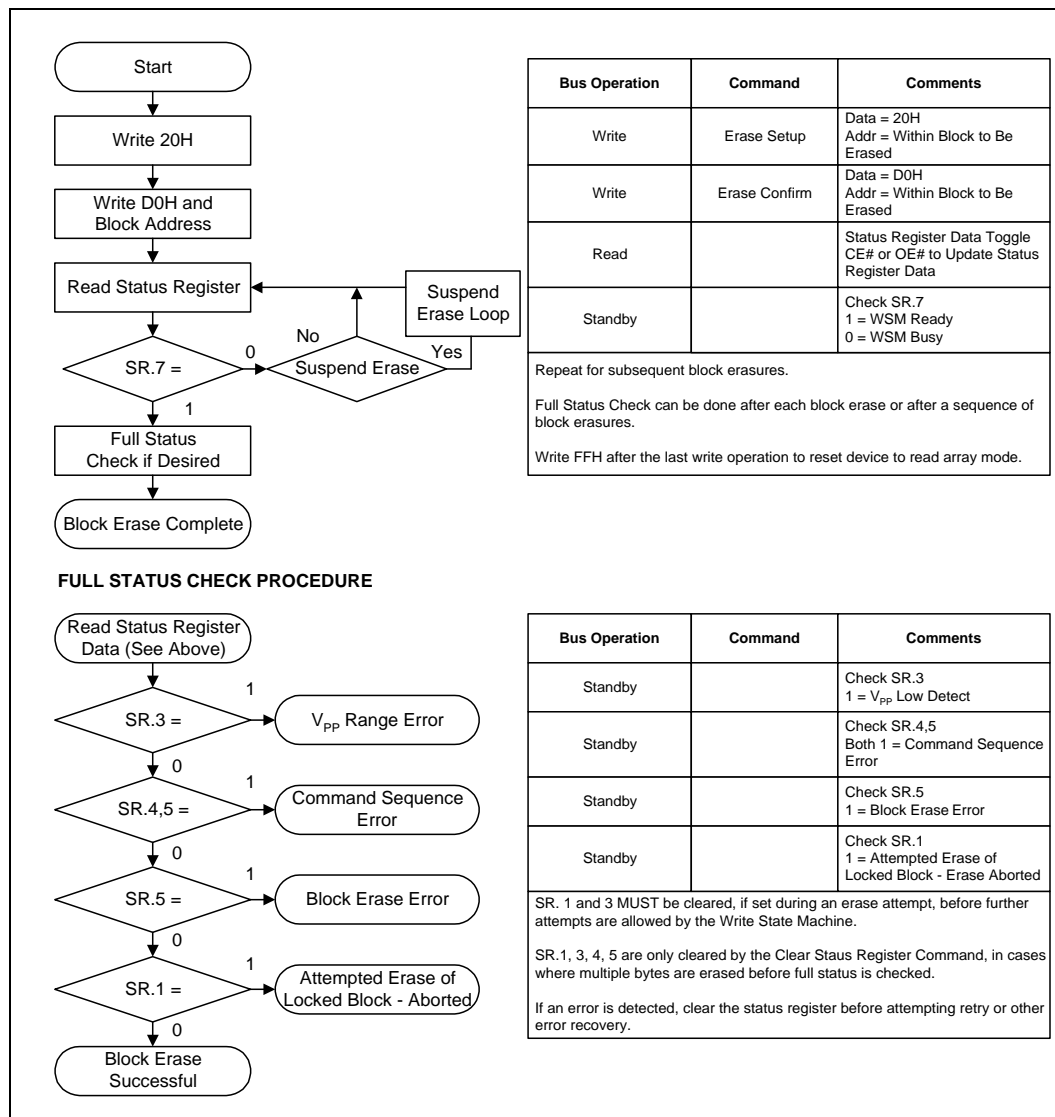 Start
Write 20H
Write D0H and
Block Address
Read Status Register
Suspend
Erase Loop
No
Yes
0
SR.7 =
Suspend Erase
1
Full Status
Check if Desired
Block Erase Complete
Bus Operation Command Comments
Write Erase Setup Data = 20H
Addr = Within Block to Be
Erased
Write Erase Confirm Data = D0H
Addr = Within Block to Be
Erased
Read Status Register Data Toggle
CE# or OE# to Update Status
Register Data
Standby Check SR.7
1 = WSM Ready
0 = WSM Busy
Repeat for subsequent block erasures.
Full Status Check can be done after each block erase or after a sequence of
block erasures.
Write FFH after the last write operation to reset device to read array mode.
FULL STATUS CHECK PROCEDURE
Read Status Register
Data (See Above)
1
SR.3 =
VPP Range Error
0
1
SR.4,5 =
Command Sequence
Error
0
1
SR.5 =
Block Erase Error
0
1
SR.1 =
Attempted Erase of
Locked Block - Aborted
0
Block Erase
Successful
Bus Operation Command Comments
Standby Check SR.3
1 = VPP Low Detect
Standby Check SR.4,5
Both 1 = Command Sequence
Error
Standby Check SR.5
1 = Block Erase Error
Standby Check SR.1
1 = Attempted Erase of
Locked Block - Erase Aborted
SR. 1 and 3 MUST be cleared, if set during an erase attempt, before further
attempts are allowed by the Write State Machine.
SR.1, 3, 4, 5 are only cleared by the Clear Staus Register Command, in cases
where multiple bytes are erased before full status is checked.
If an error is detected, clear the status register before attempting retry or other
error recovery.